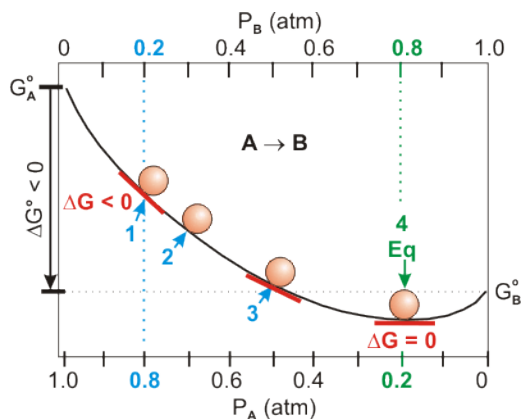 P_B (atm)
0 0.2 0.4 0.6 0.8 1.0
G°_A
A → B
ΔG° < 0
ΔG < 0
1
2
3
4
Eq
G°_B
ΔG = 0
1.0 0.8 0.6 0.4 0.2 0
P_A (atm)